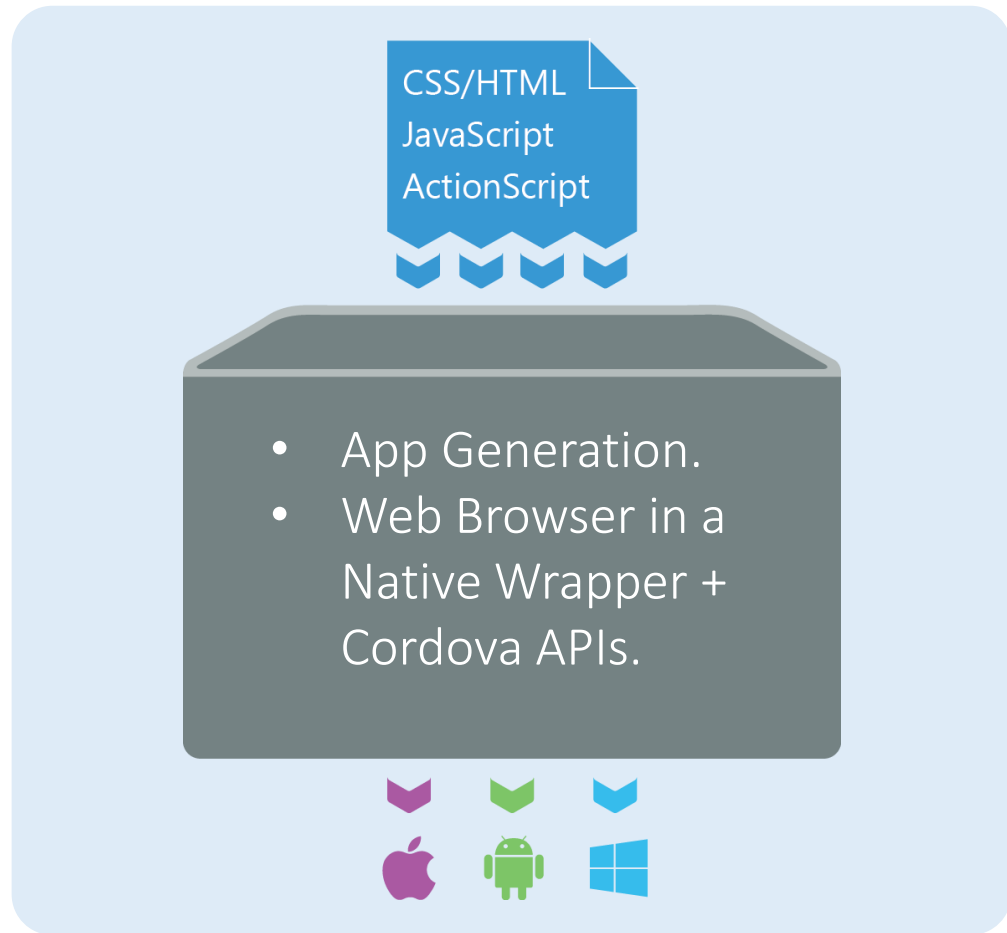 CSS/HTML
JavaScript
ActionScript
• App Generation.
• Web Browser in a
Native Wrapper +
Cordova APIs.